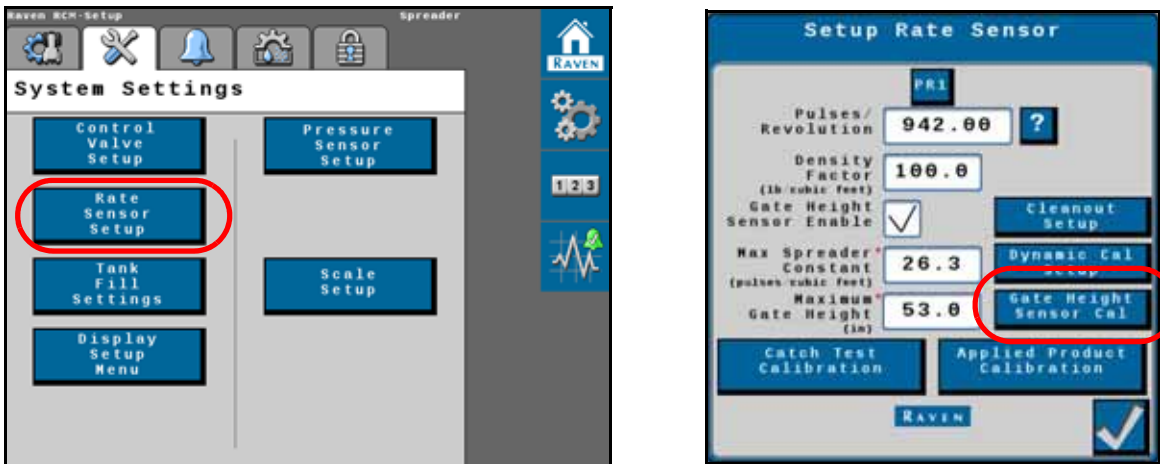 Raven RCM-Setup
Spreader
RAVEN
System Settings
Control
Valve
Setup
Pressure
Sensor
Setup
Rate
Sensor
Setup
1 2 3
Tank
Fill
Settings
Scale
Setup
Display
Setup
Menu
Setup Rate Sensor
PR1
Pulses/
Revolution
942.00
?
Density
Factor
(lb cubic feet)
100.0
Gate Height
Sensor Enable
Cleanout
Setup
Max Spreader*
Constant
(pulses cubic feet)
26.3
Dynamic Cal
Setup
Maximum*
Gate Height
(in)
53.0
Gate Height
Sensor Cal
Catch Test
Calibration
Applied Product
Calibration
RAVEN